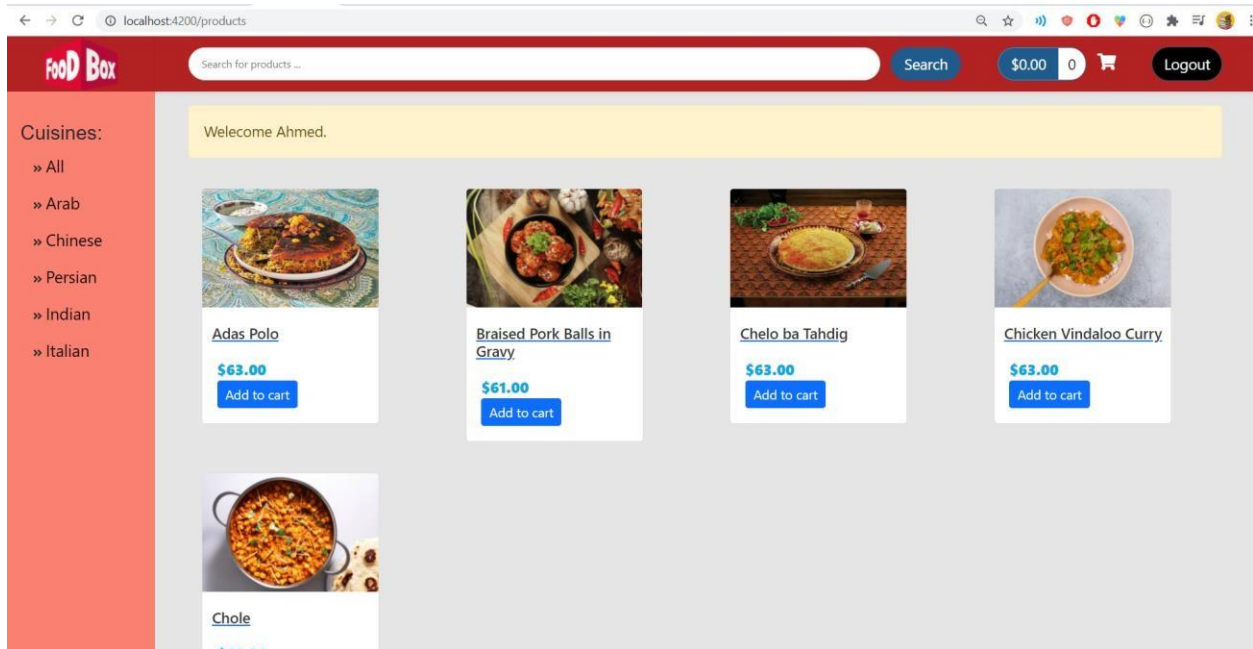 localhost:4200/products
FooD Box
Search for products ...
Search
$0.00 0
Logout
Cuisines:
» All
» Arab
» Chinese
» Persian
» Indian
» Italian
Welecome Ahmed.
Adas Polo
$63.00
Add to cart
Braised Pork Balls in
Gravy
$61.00
Add to cart
Chelo ba Tahdig
$63.00
Add to cart
Chicken Vindaloo Curry
$63.00
Add to cart
Chole